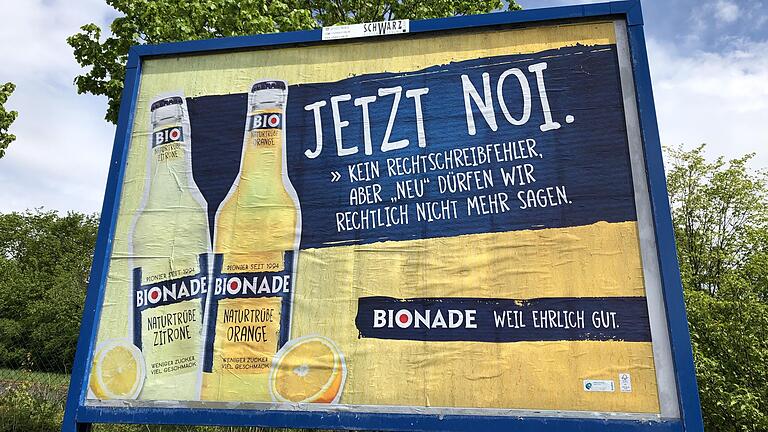 SCHWARZ
JETZT NOI.
» KEIN RECHTSCHREIBFEHLER,
ABER „NEU“ DÜRFEN WIR
RECHTLICH NICHT MEHR SAGEN.
BIO
NATURTRÜBE
ZITRONE
BIO
NATURTRÜBE
ORANGE
PIONIER SEIT 1994
BIONADE
NATURTRÜBE
ZITRONE
WENIGER ZUCKER
VIEL GESCHMACK
PIONIER SEIT 1994
BIONADE
NATURTRÜBE
ORANGE
WENIGER ZUCKER
VIEL GESCHMACK
BIONADE WEIL EHRLICH GUT.